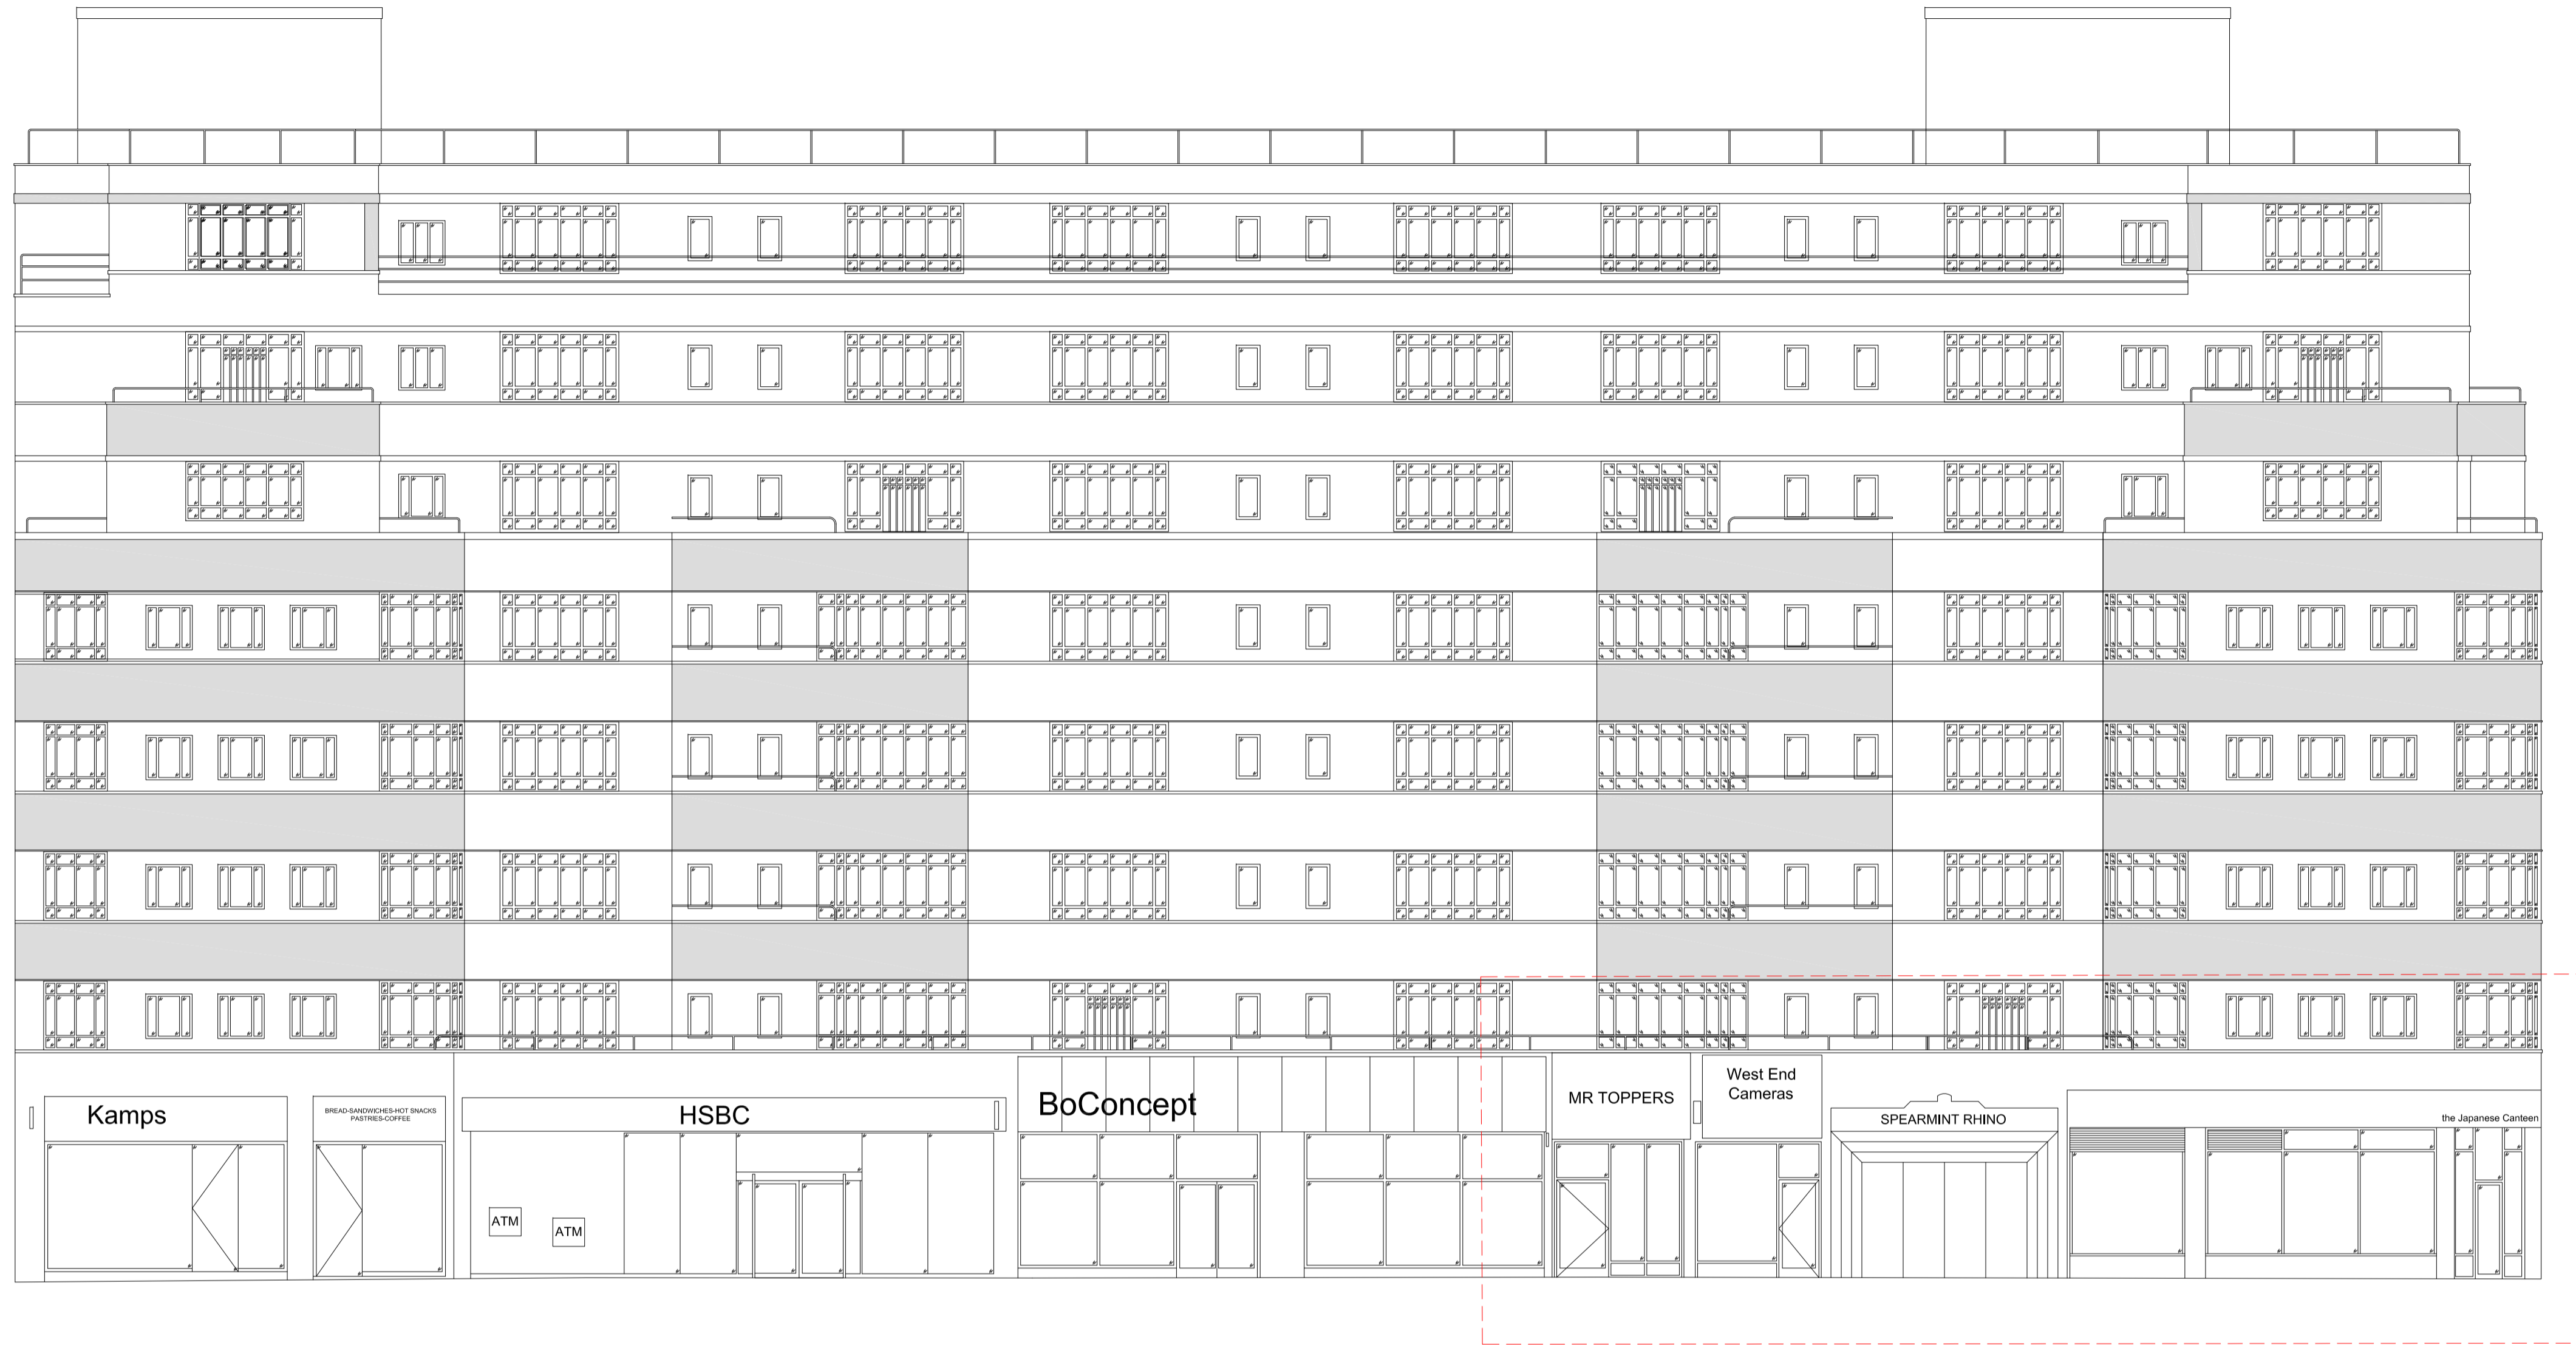 Kamps
BREAD-SANDWICHES-HOT SNACKS
PASTRIES-COFFEE
HSBC
ATM
ATM
BoConcept
MR TOPPERS
West End
Cameras
SPEARMINT RHINO
the Japanese Canteen